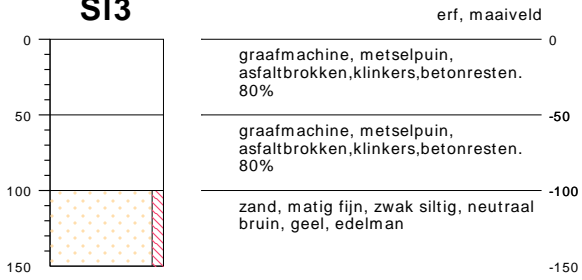 SI3
erf, maaiveld
0
0
graafmachine, metselpuin,
asfaltbrokken,klinkers,betonresten.
80%
50
-50
graafmachine, metselpuin,
asfaltbrokken,klinkers,betonresten.
80%
100
-100
zand, matig fijn, zwak siltig, neutraal
bruin, geel, edelman
150
-150